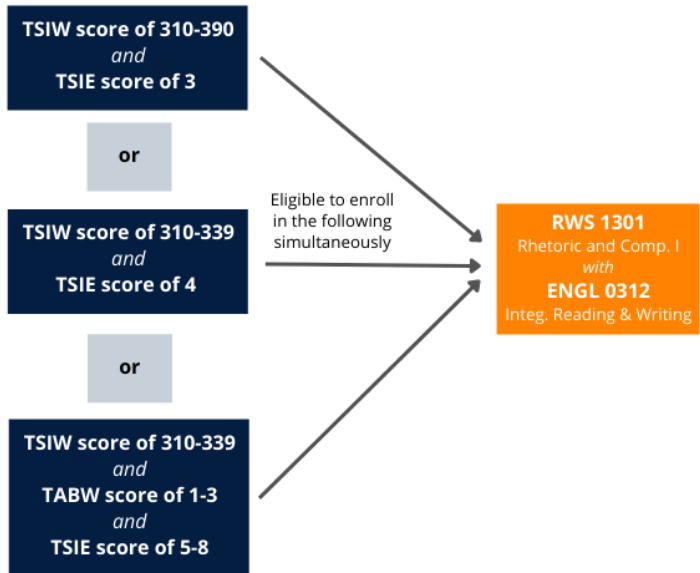 TSIW score of 310-390
and
TSIE score of 3
or
TSIW score of 310-339
and
TSIE score of 4
or
TSIW score of 310-339
and
TABW score of 1-3
and
TSIE score of 5-8
Eligible to enroll
in the following
simultaneously
RWS 1301
Rhetoric and Comp. I
with
ENGL 0312
Integ. Reading & Writing